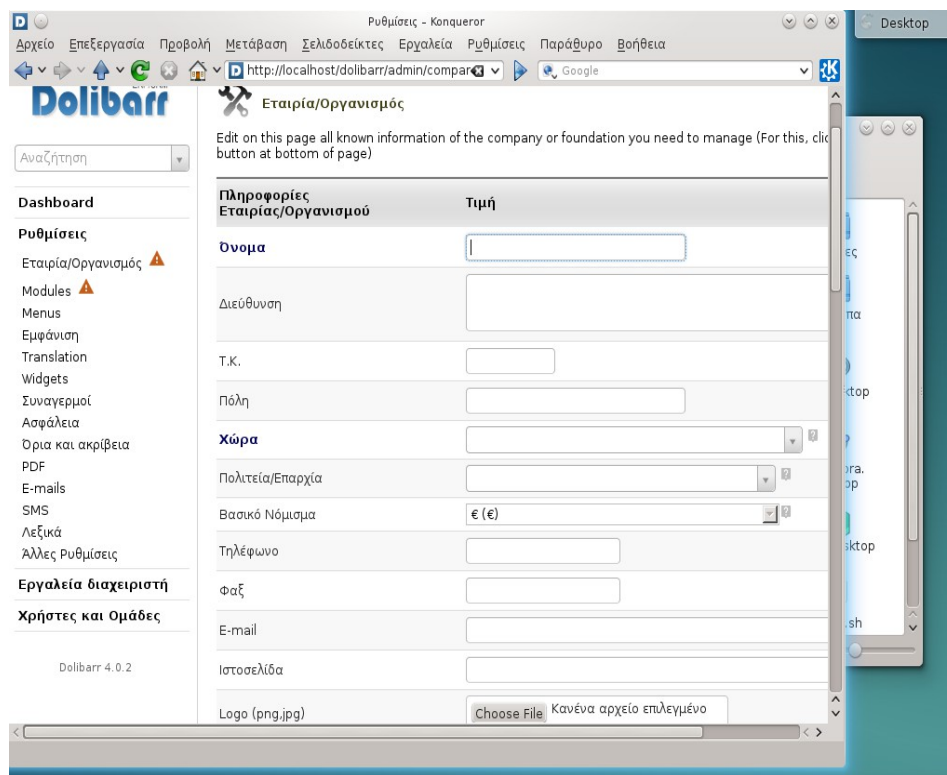 Ρυθμίσεις – Konqueror
Desktop
Αρχείο Επεξεργασία Προβολή Μετάβαση Σελιδοδείκτες Εργαλεία Ρυθμίσεις Παράθυρο Βοήθεια
http://localhost/dolibarr/admin/compar
Google
Dolibarr
Εταιρία/Οργανισμός
Edit on this page all known information of the company or foundation you need to manage (For this, clic
button at bottom of page)
Αναζήτηση
Dashboard
Ρυθμίσεις
Εταιρία/Οργανισμός
Modules
Menus
Εμφάνιση
Translation
Widgets
Συναγερμοί
Ασφάλεια
Όρια και ακρίβεια
PDF
E-mails
SMS
Λεξικά
Άλλες Ρυθμίσεις
Εργαλεία διαχειριστή
Χρήστες και Ομάδες
Dolibarr 4.0.2
Πληροφορίες
Εταιρίας/Οργανισμού
Τιμή
Όνομα
Διεύθυνση
Τ.Κ.
Πόλη
Χώρα
Πολιτεία/Επαρχία
Βασικό Νόμισμα
€ (€)
Τηλέφωνο
Φαξ
E-mail
Ιστοσελίδα
Logo (png,jpg)
Choose File Κανένα αρχείο επιλεγμένο
ες
πα
ktop
ora.
op
sktop
.sh